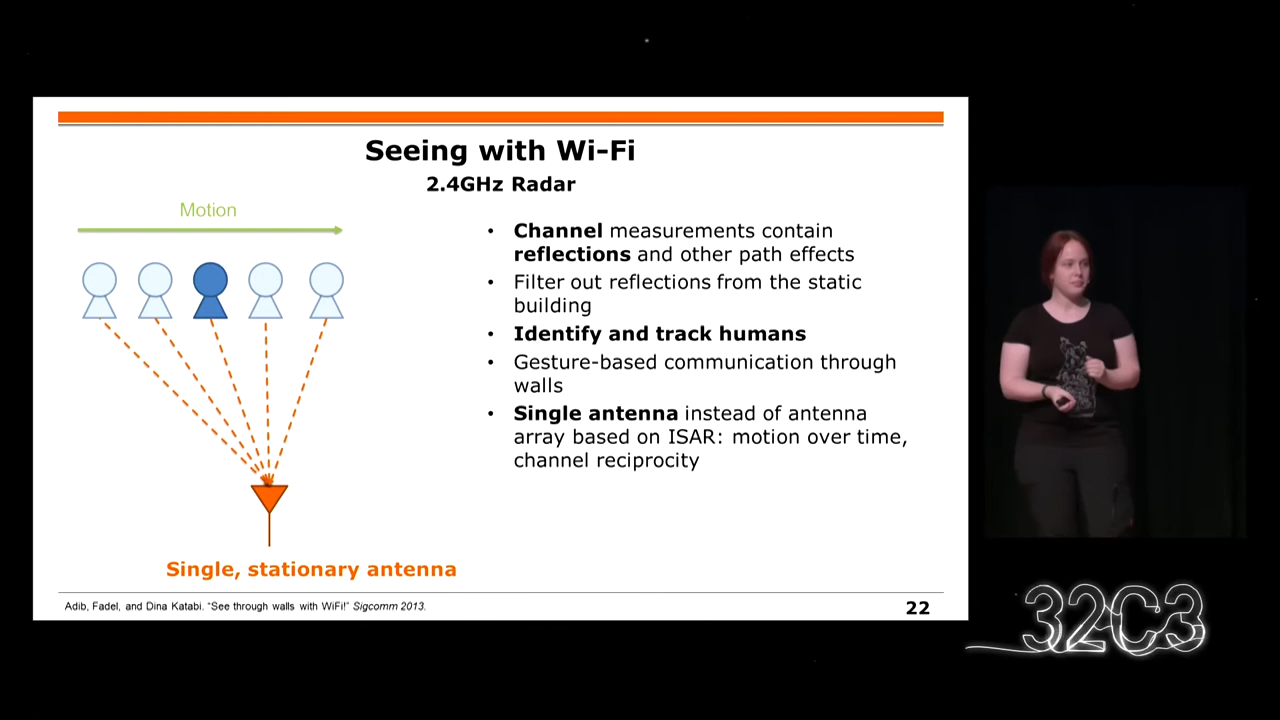 Seeing with Wi-Fi
2.4GHz Radar
Motion
• Channel measurements contain
reflections and other path effects
• Filter out reflections from the static
building
• Identify and track humans
• Gesture-based communication through
walls
• Single antenna instead of antenna
array based on ISAR: motion over time,
channel reciprocity
Single, stationary antenna
Adib, Fadel, and Dina Katabi. "See through walls with WiFi!" Sigcomm 2013.
22
32C3